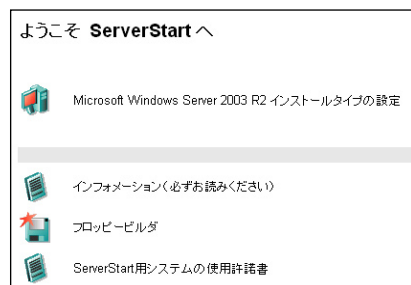 ようこそ ServerStart へ
Microsoft Windows Server 2003 R2 インストールタイプの設定
インフォメーション（必ずお読みください）
フロッピービルダ
ServerStart用システムの使用許諾書